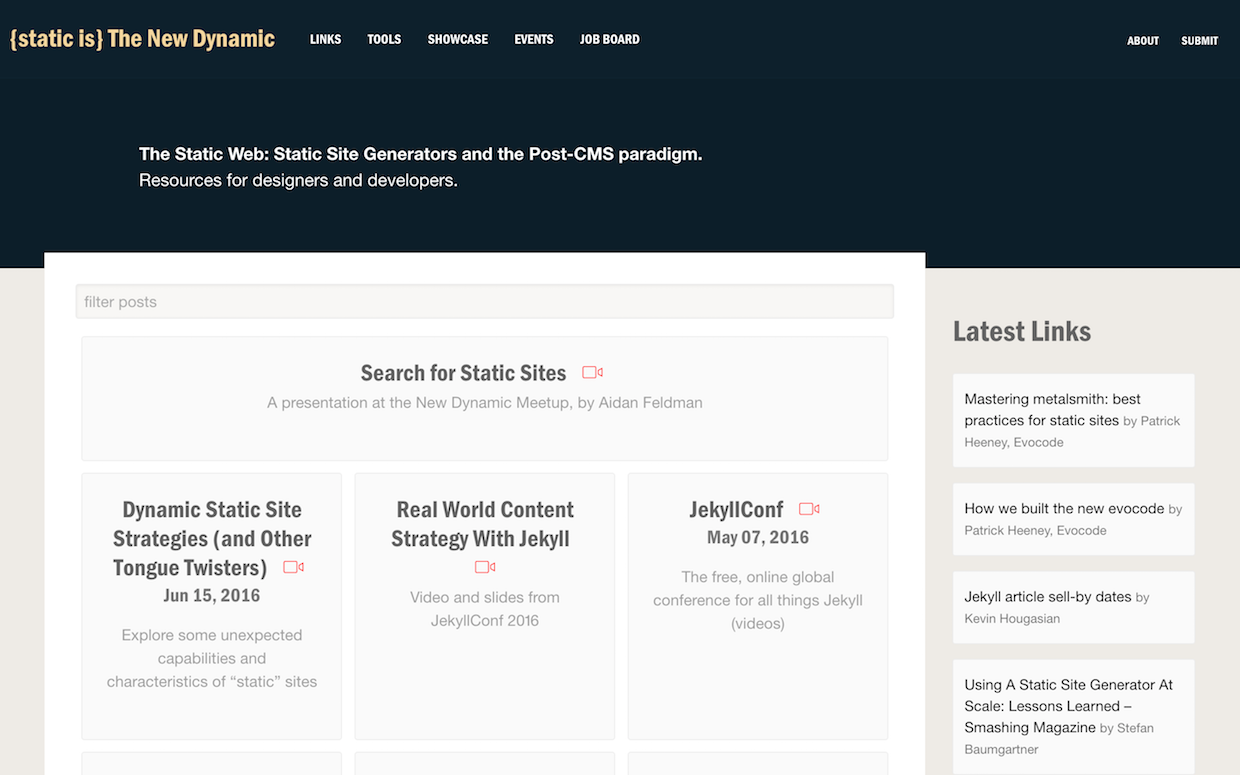 {static is} The New Dynamic
LINKS
TOOLS
SHOWCASE
EVENTS
JOB BOARD
ABOUT
SUBMIT
The Static Web: Static Site Generators and the Post-CMS paradigm.
Resources for designers and developers.
filter posts
Search for Static Sites
A presentation at the New Dynamic Meetup, by Aidan Feldman
Dynamic Static Site
Strategies (and Other
Tongue Twisters)
Jun 15, 2016
Explore some unexpected
capabilities and
characteristics of “static” sites
Real World Content
Strategy With Jekyll
Video and slides from
JekyllConf 2016
JekyllConf
May 07, 2016
The free, online global
conference for all things Jekyll
(videos)
Latest Links
Mastering metalsmith: best
practices for static sites by Patrick
Heeney, Evocode
How we built the new evocode by
Patrick Heeney, Evocode
Jekyll article sell-by dates by
Kevin Hougasian
Using A Static Site Generator At
Scale: Lessons Learned –
Smashing Magazine by Stefan
Baumgartner